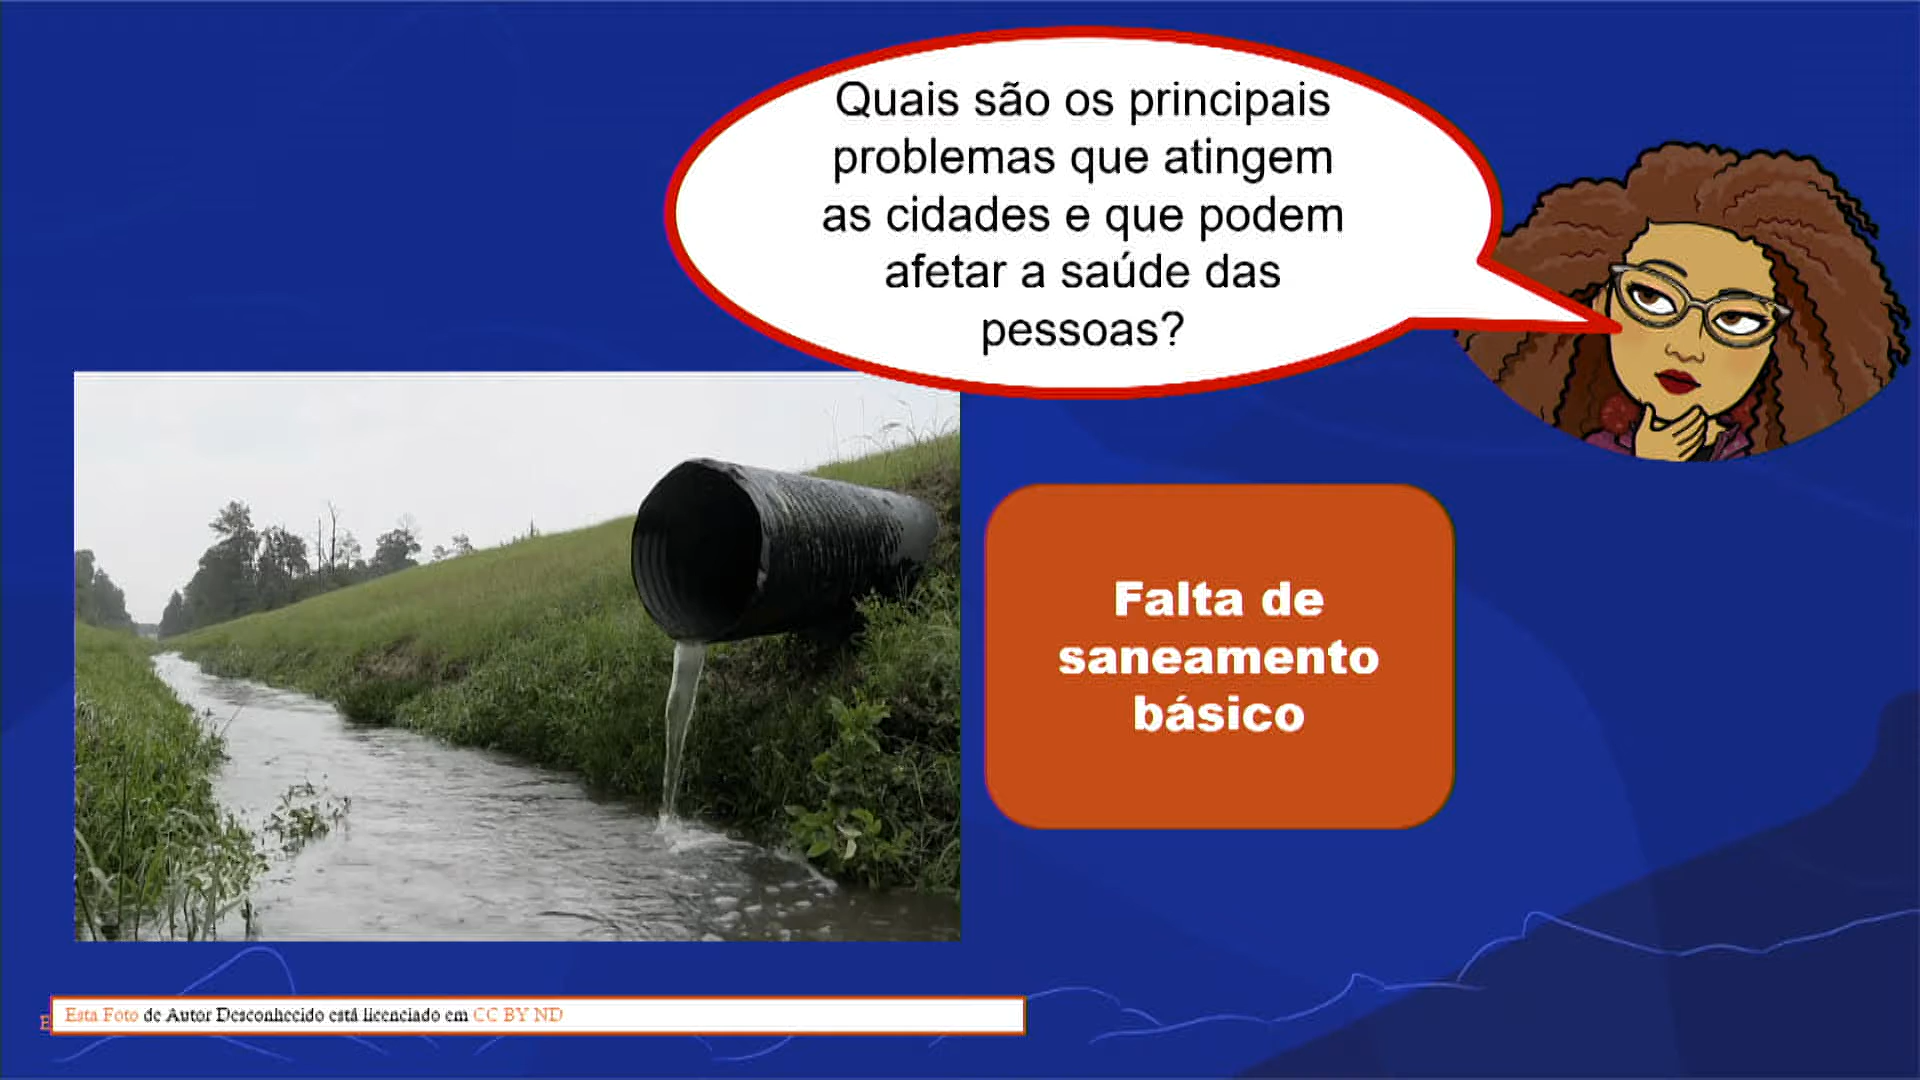 Quais são os principais
problemas que atingem
as cidades e que podem
afetar a saúde das
pessoas?
Falta de
saneamento
básico
Esta Foto de Autor Desconhecido está licenciado em CC BY ND